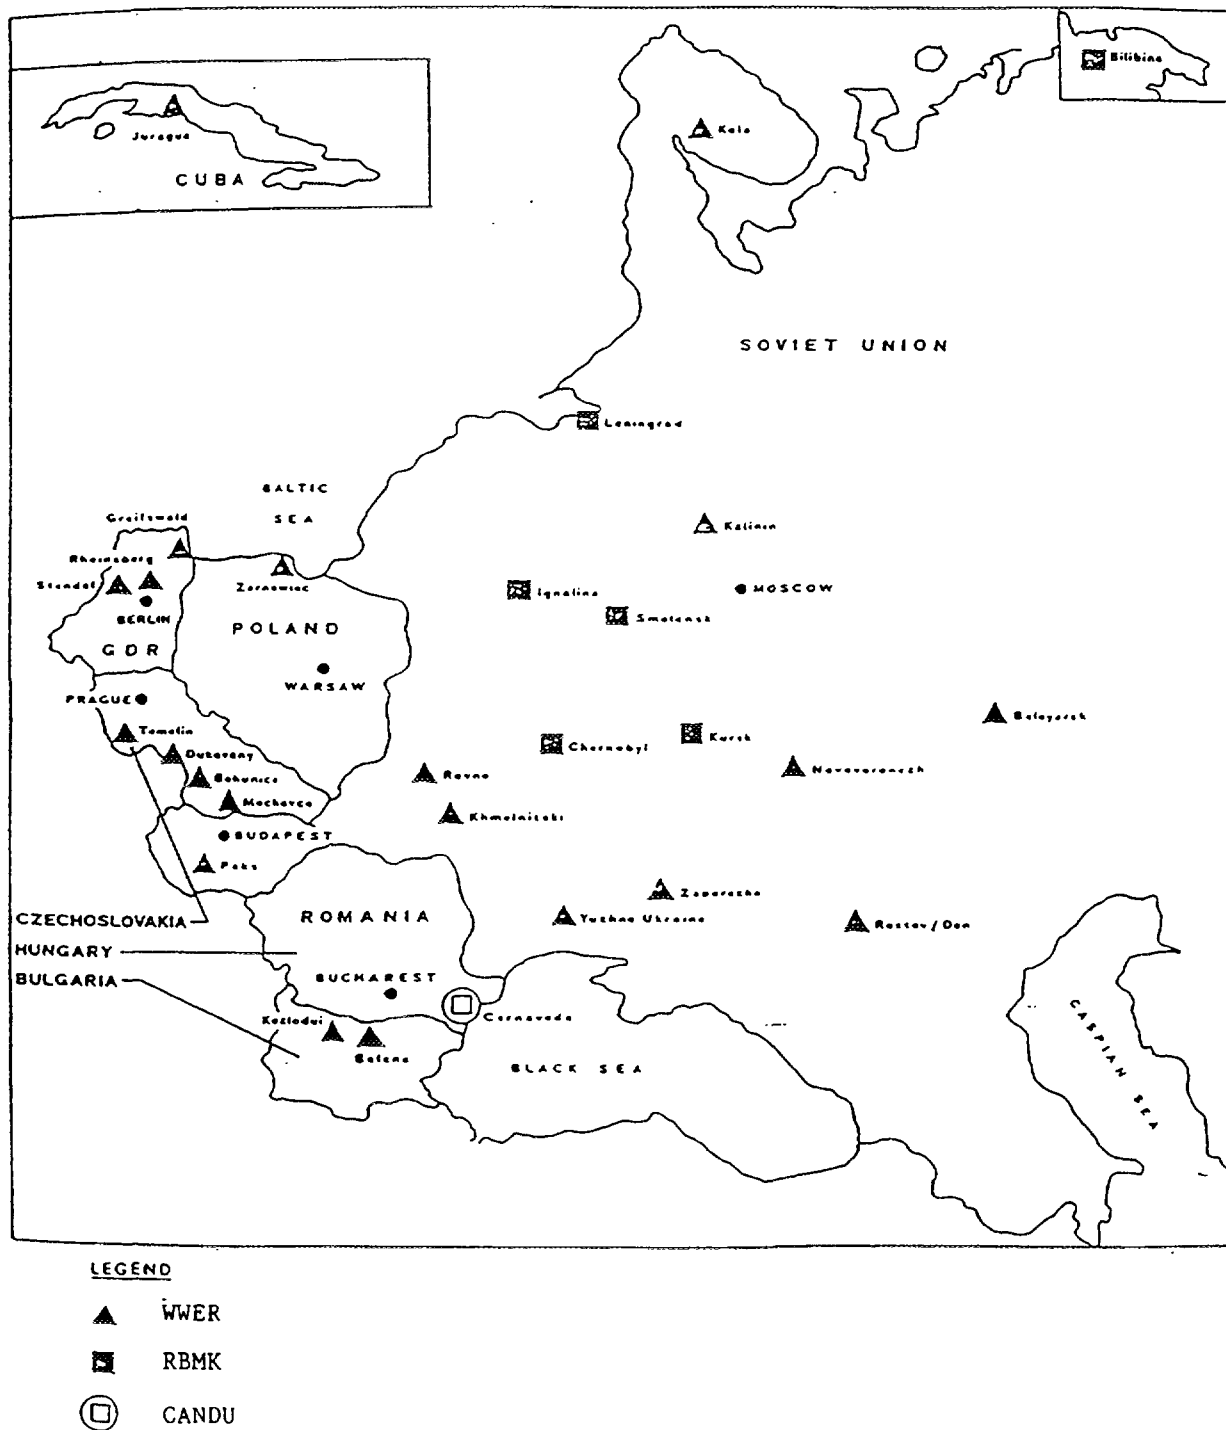 Bilibino
Juragua
CUBA
Kola
SOVIET UNION
Leningrad
BALTIC
SEA
Greifswald
Kalinin
Rheinsberg
Stendal
Zarnowiec
Ignalina
MOSCOW
BERLIN
Smolensk
POLAND
GDR
WARSAW
PRAGUE
Beloyarsk
Temelin
Kursk
Chernobyl
Dukovany
Novovoronezh
Bohunice
Rovno
Mochovce
Khmelnitski
BUDAPEST
Paks
Zaporozhe
CZECHOSLOVAKIA
ROMANIA
Yuzhno Ukraine
Rostov/Don
HUNGARY
BULGARIA
BUCHAREST
Cernavoda
Kozlodui
Belene
BLACK SEA
CASPIAN SEA
LEGEND
WWER
RBMK
CANDU